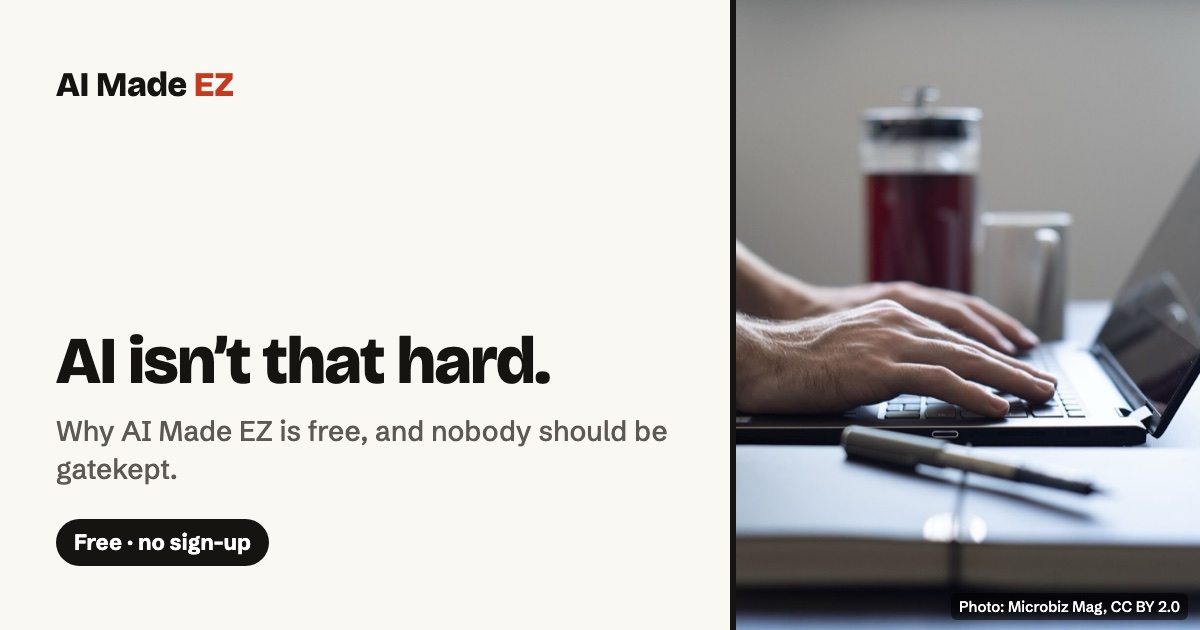 AI Made EZ
AI isn't that hard.
Why AI Made EZ is free, and nobody should be
gatekept.
Free · no sign-up
Photo: Microbiz Mag, CC BY 2.0